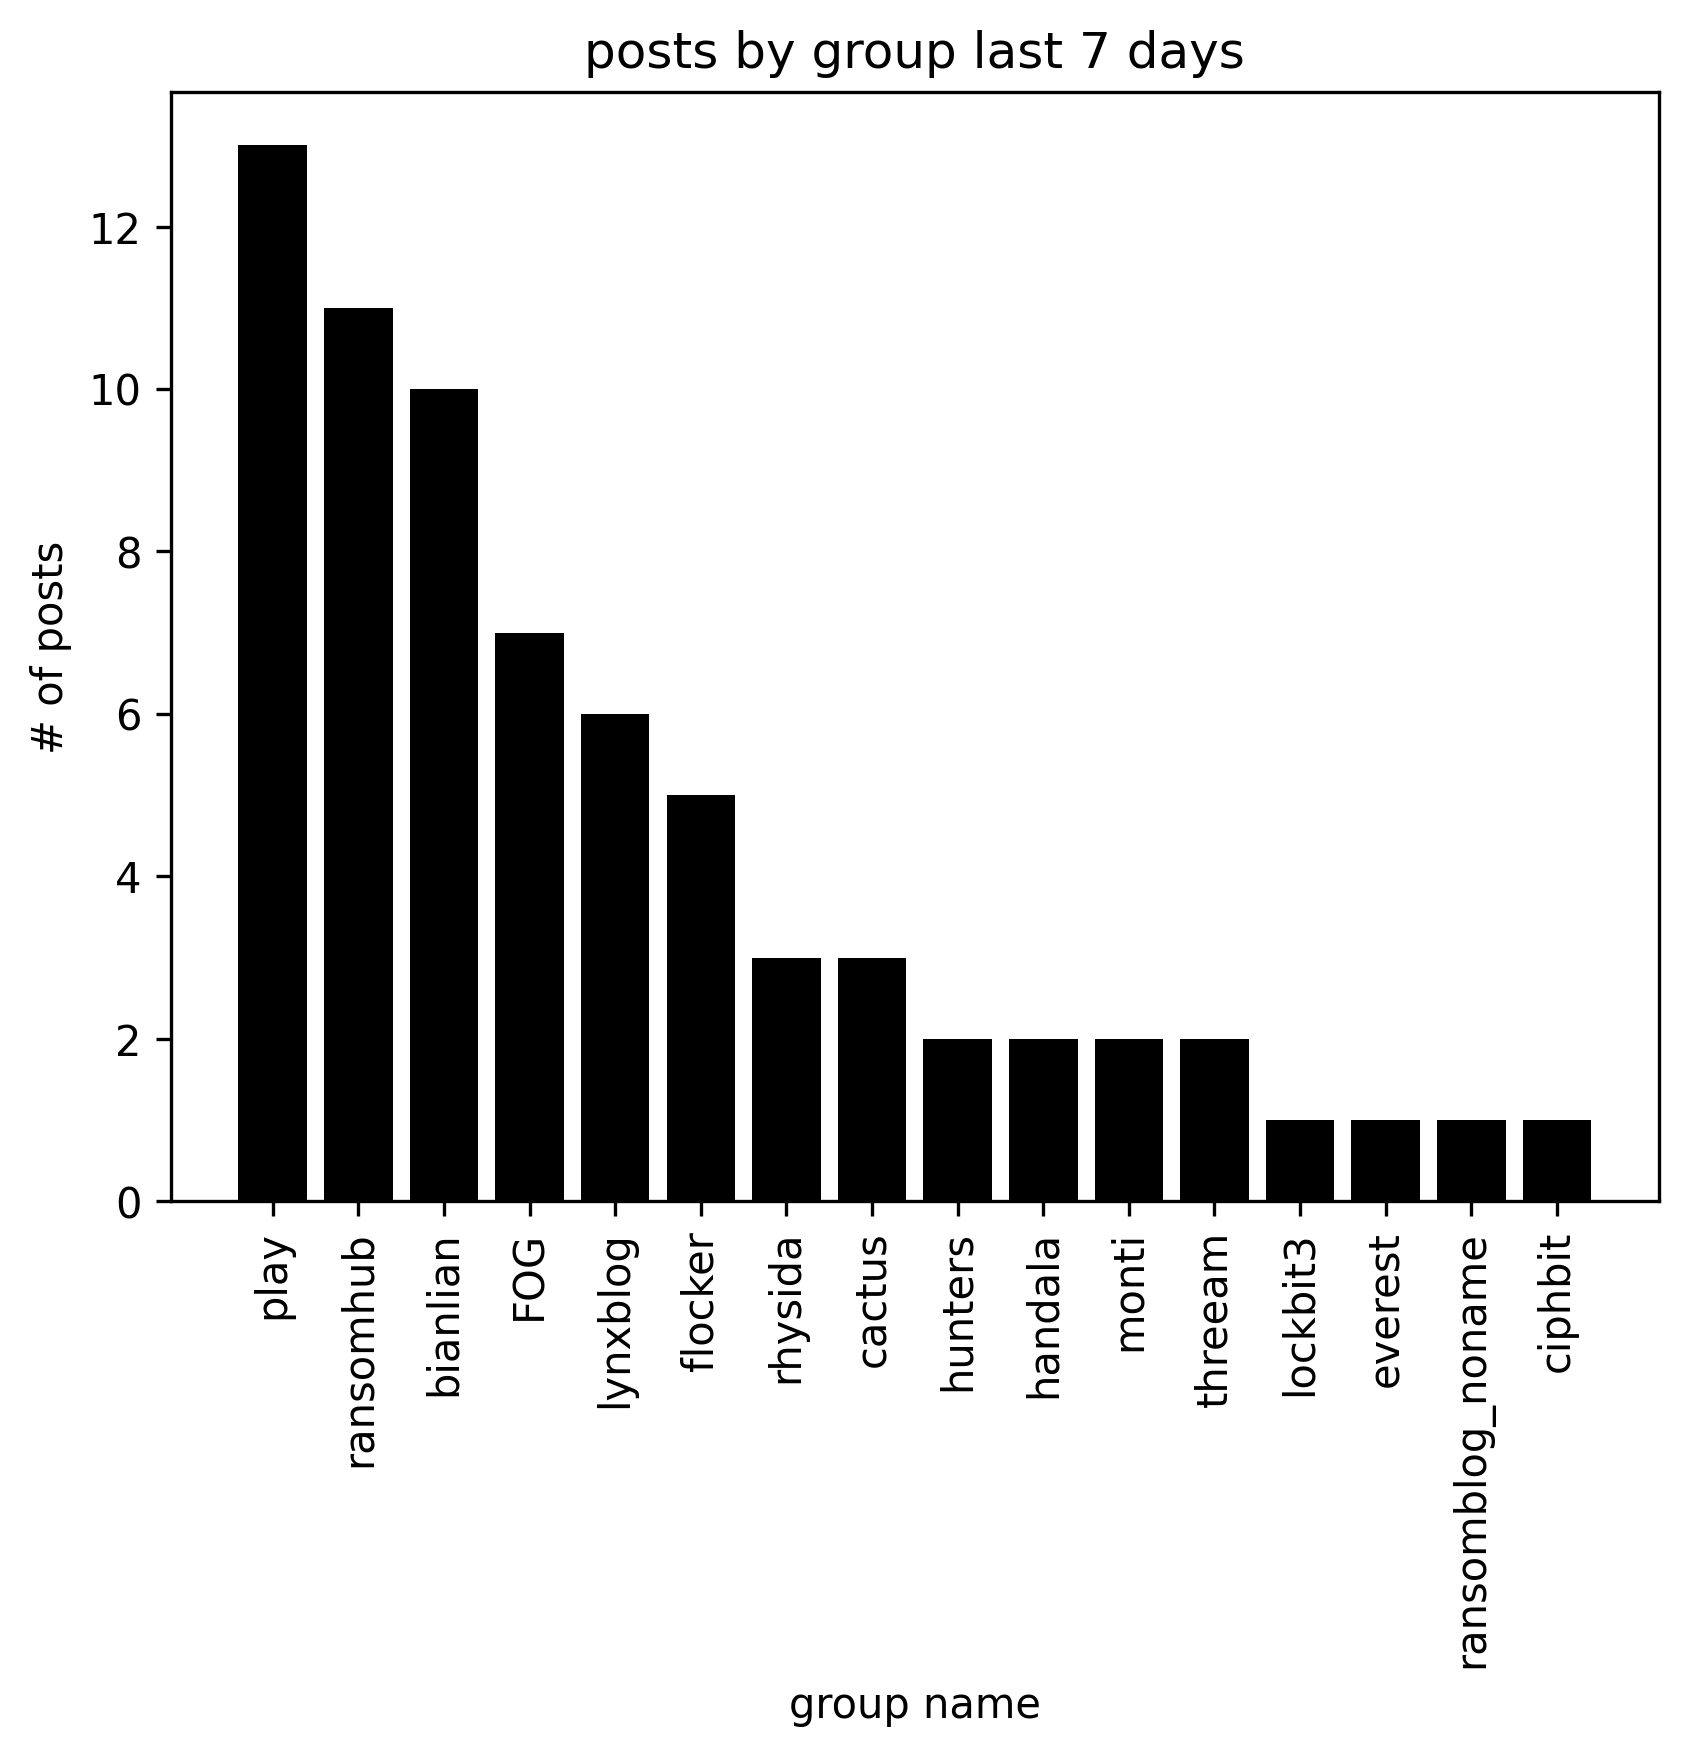 posts by group last 7 days
# of posts
12
10
8
6
4
2
0
play
ransomhub
bianlian
FOG
lynxblog
flocker
rhysida
cactus
hunters
handala
monti
threeam
lockbit3
everest
ransomblog_noname
ciphbit
group name